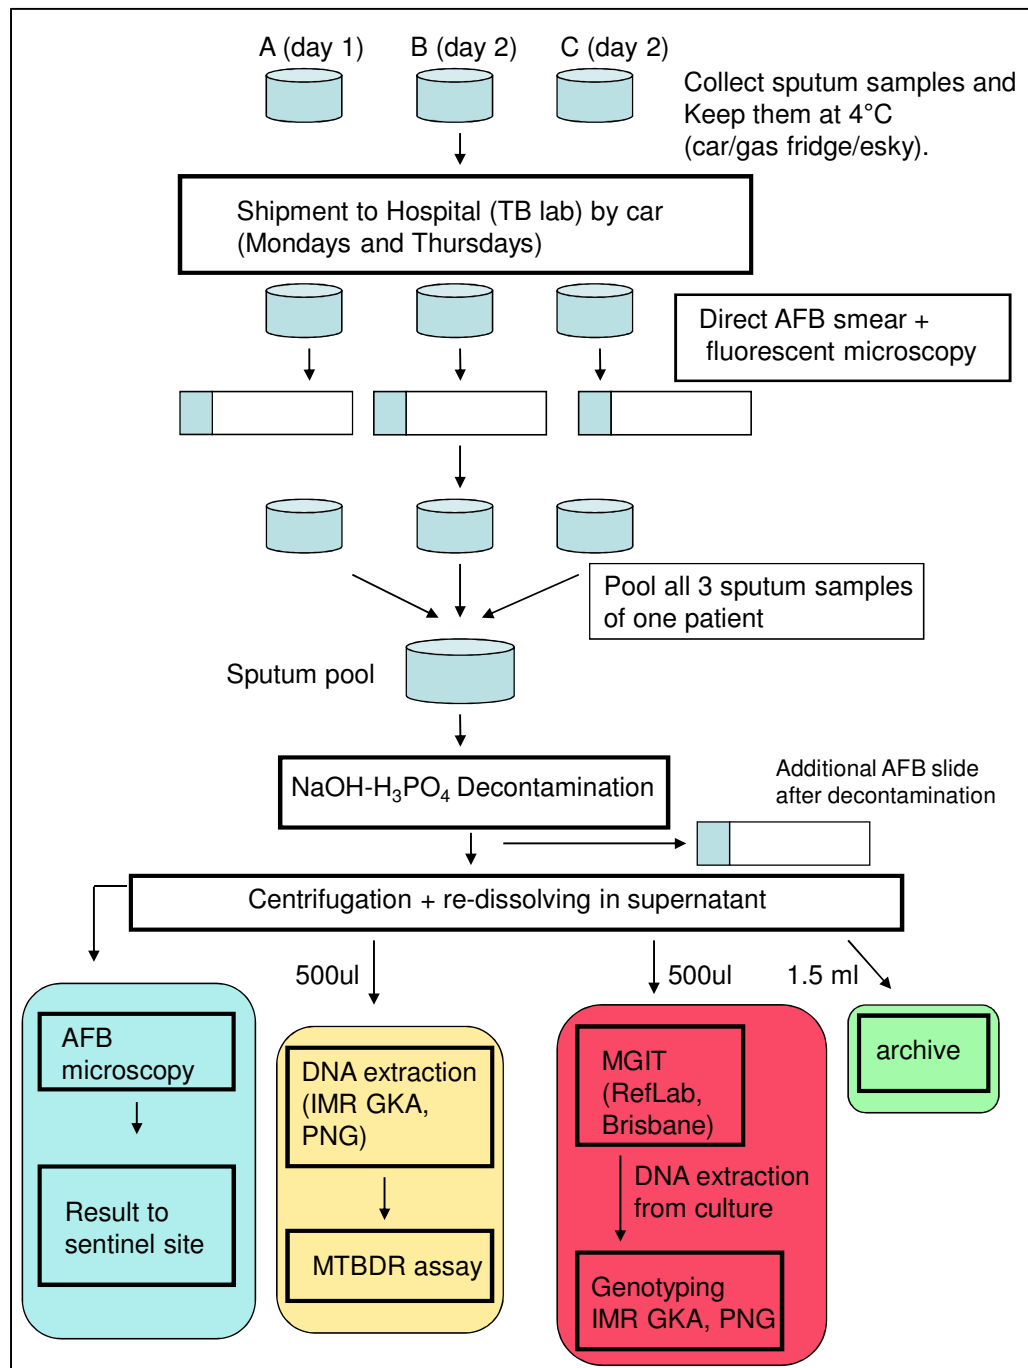 A (day 1)
B (day 2)
C (day 2)
Collect sputum samples and
Keep them at 4°C
(car/gas fridge/esky).
Shipment to Hospital (TB lab) by car
(Mondays and Thursdays)
Direct AFB smear +
fluorescent microscopy
Pool all 3 sputum samples
of one patient
Sputum pool
NaOH-H₃PO₄ Decontamination
Additional AFB slide
after decontamination
Centrifugation + re-dissolving in supernatant
500ul
500ul
1.5 ml
AFB
microscopy
Result to
sentinel site
DNA extraction
(IMR GKA,
PNG)
MTBDR assay
MGIT
(RefLab,
Brisbane)
DNA extraction
from culture
Genotyping
IMR GKA, PNG
archive